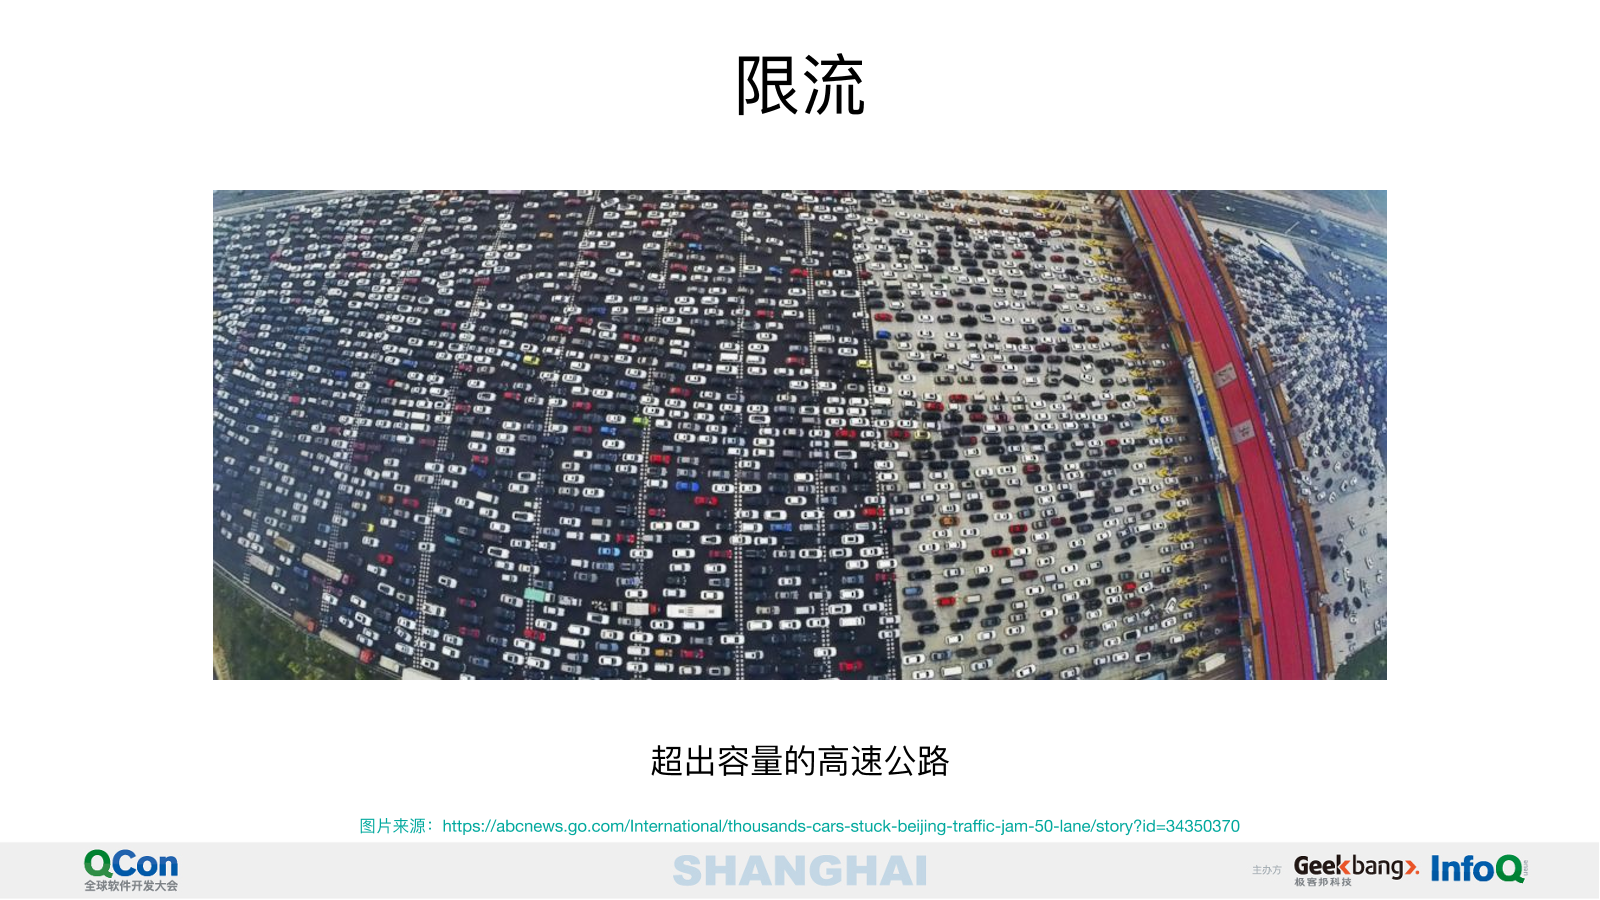 限流
超出容量的高速公路
图片来源：https://abcnews.go.com/International/thousands-cars-stuck-beijing-traffic-jam-50-lane/story?id=34350370
QCon
全球软件开发大会
SHANGHAI
主办方
Geekbang
极客邦科技
InfoQ